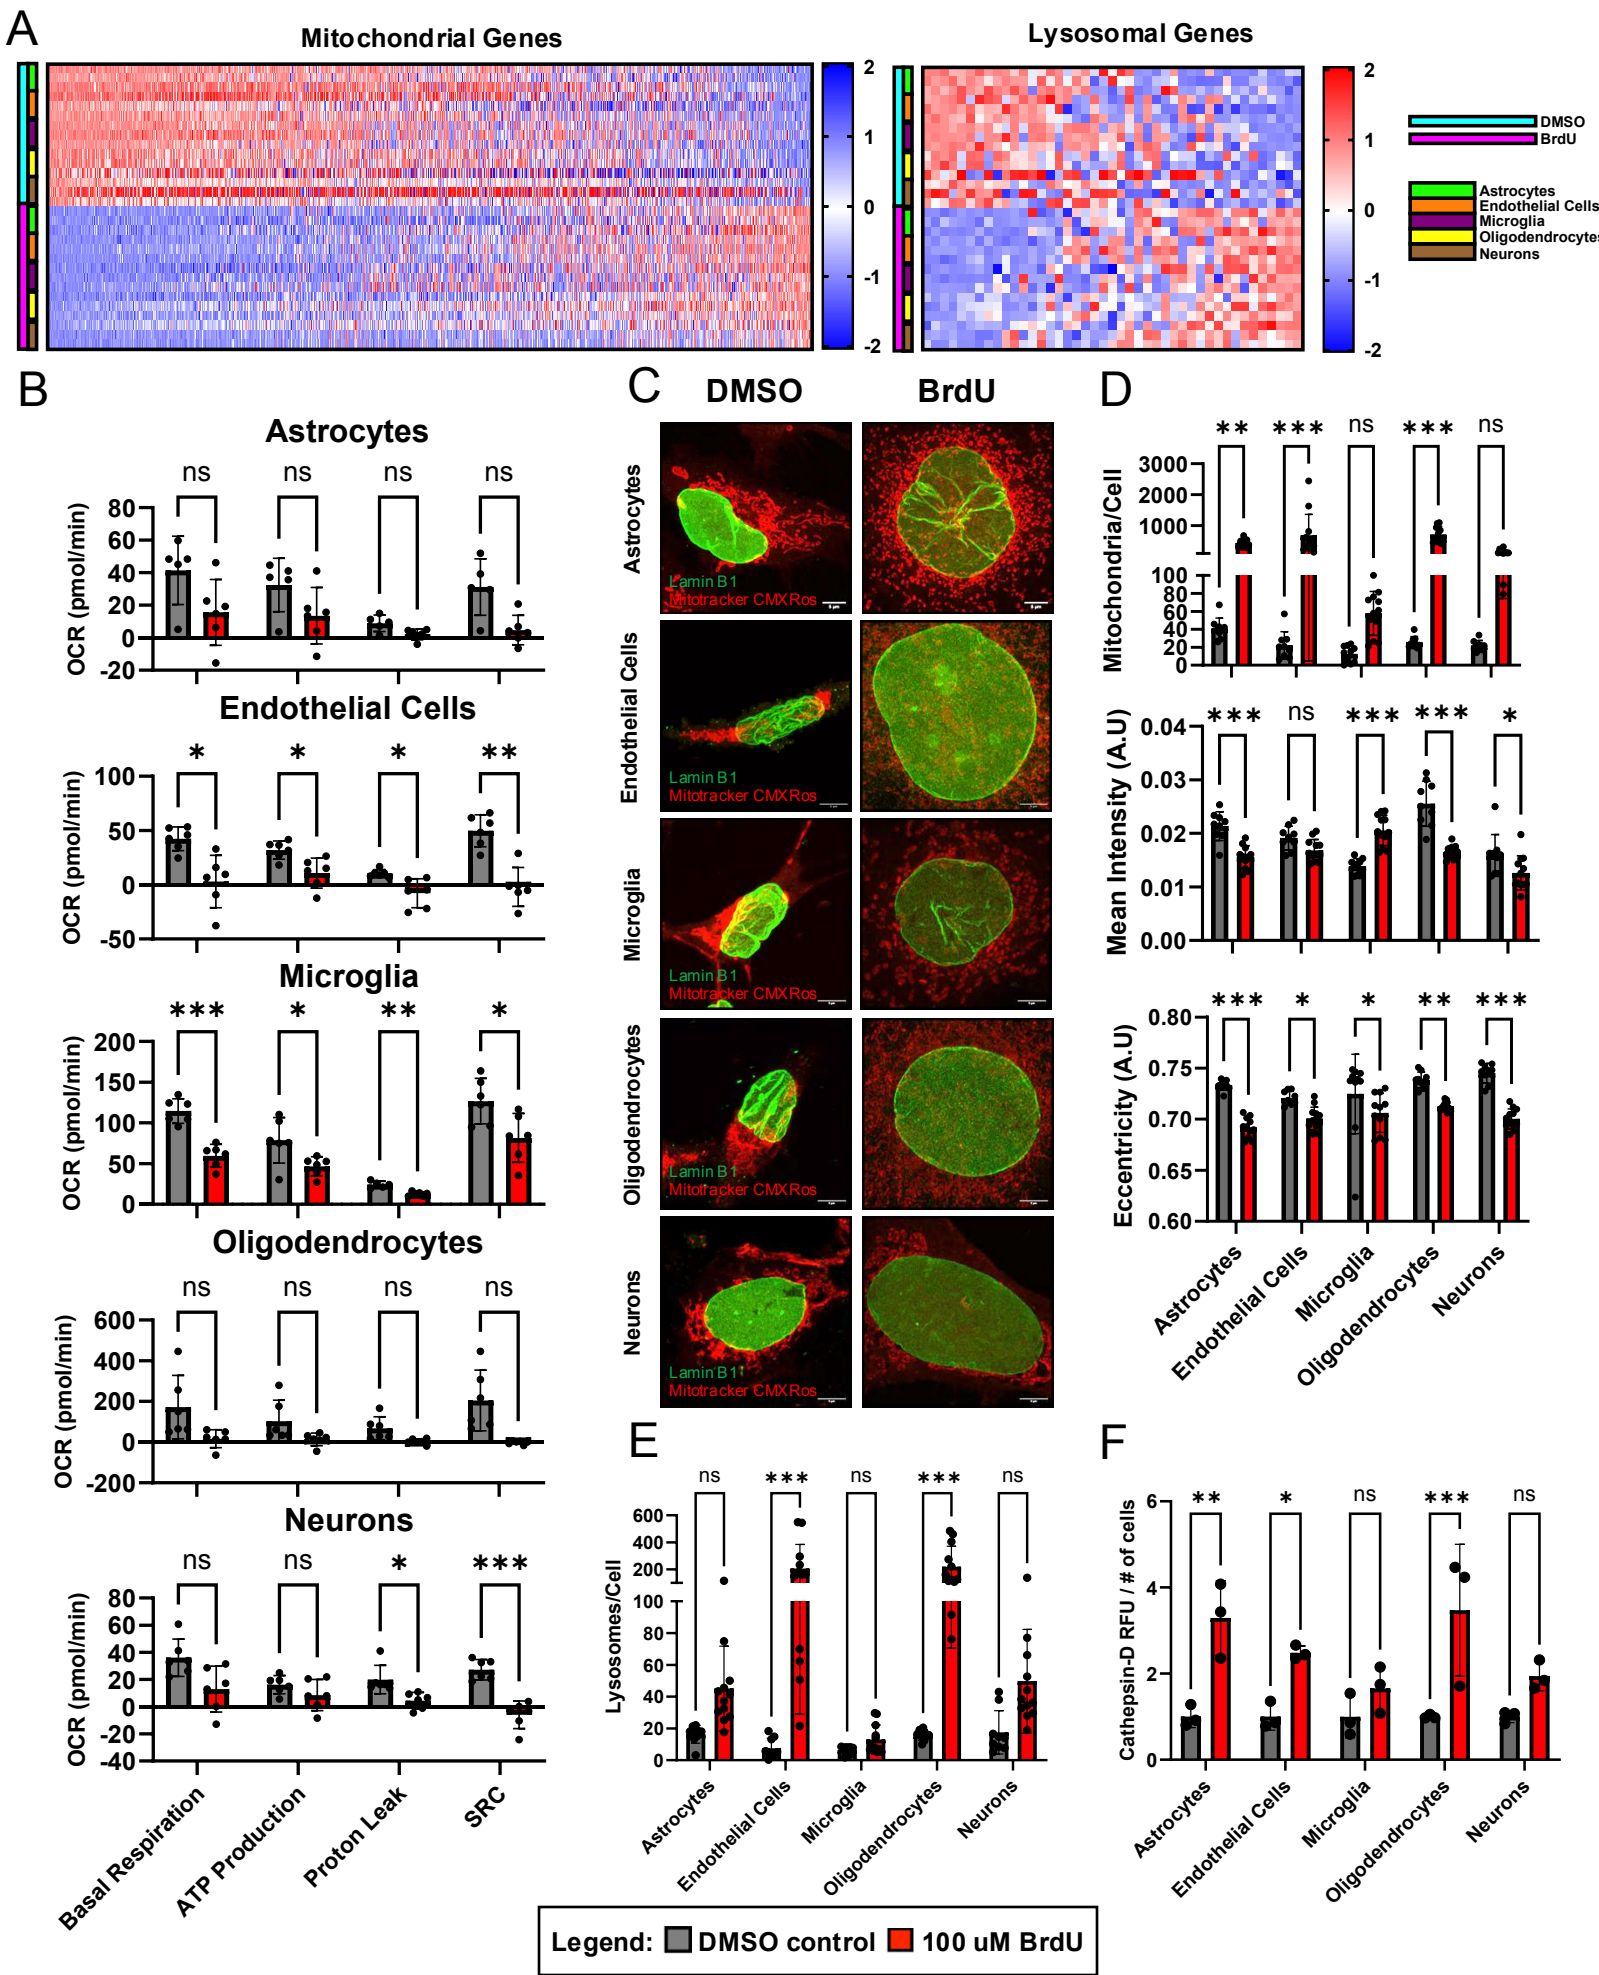 A
Mitochondrial Genes
Lysosomal Genes
2
1
0
-1
-2
2
1
0
-1
-2
DMSO
BrdU
Astrocytes
Endothelial Cells
Microglia
Oligodendrocytes
Neurons
B
Astrocytes
ns ns ns ns
OCR (pmol/min)
80
60
40
20
0
-20
Endothelial Cells
* * * **
OCR (pmol/min)
100
50
0
-50
Microglia
*** * ** *
OCR (pmol/min)
200
150
100
50
0
Oligodendrocytes
ns ns ns ns
OCR (pmol/min)
600
400
200
0
-200
Neurons
ns ns * ***
OCR (pmol/min)
80
60
40
20
0
-20
-40
Basal Respiration
ATP Production
Proton Leak
SRC
C
DMSO
BrdU
Astrocytes
Lamin B1
Mitotracker CMXRos
Endothelial Cells
Lamin B1
Mitotracker CMXRos
Microglia
Lamin B1
Mitotracker CMXRos
Oligodendrocytes
Lamin B1
Mitotracker CMXRos
Neurons
Lamin B1
Mitotracker CMXRos
D
** *** ns *** ns
Mitochondria/Cell
3000
2000
1000
100
80
60
40
20
0
*** ns *** *** *
Mean Intensity (A.U)
0.04
0.03
0.02
0.01
0.00
*** * * ** ***
Eccentricity (A.U)
0.80
0.75
0.70
0.65
0.60
Astrocytes
Endothelial Cells
Microglia
Oligodendrocytes
Neurons
E
ns *** ns *** ns
Lysosomes/Cell
600
400
200
100
80
60
40
20
0
Astrocytes
Endothelial Cells
Microglia
Oligodendrocytes
Neurons
F
** * ns *** ns
Cathepsin-D RFU / # of cells
6
4
2
0
Astrocytes
Endothelial Cells
Microglia
Oligodendrocytes
Neurons
Legend: DMSO control 100 uM BrdU